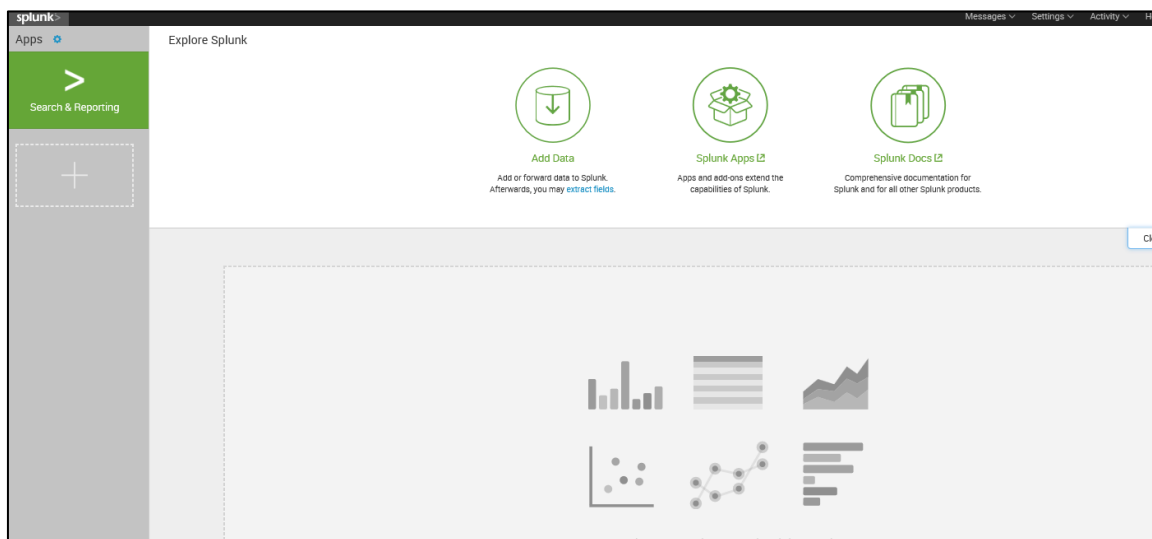 splunk>
Messages Settings Activity
Apps
Explore Splunk
>
Search & Reporting
Add Data
Add or forward data to Splunk.
Afterwards, you may extract fields.
Splunk Apps
Apps and add-ons extend the
capabilities of Splunk.
Splunk Docs
Comprehensive documentation for
Splunk and for all other Splunk products.